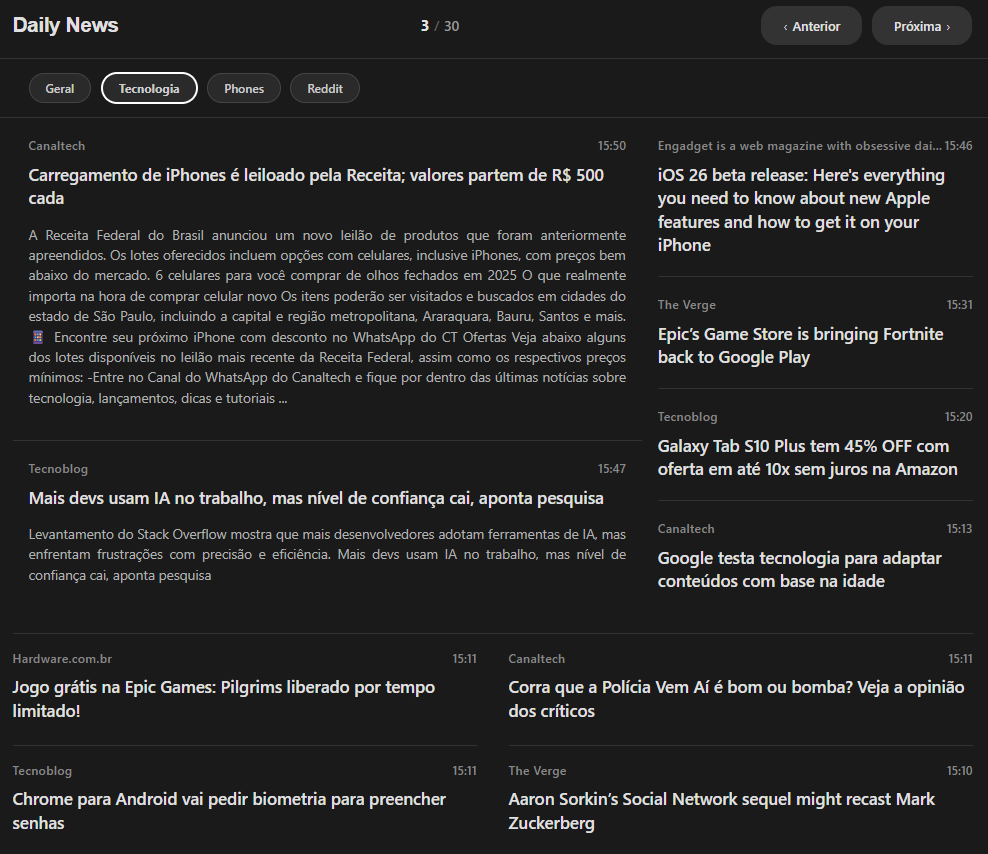 Daily News
3 / 30
‹ Anterior
Próxima ›
Geral
Tecnologia
Phones
Reddit
Canaltech 15:50
Carregamento de iPhones é leiloado pela Receita; valores partem de R$ 500
cada
A Receita Federal do Brasil anunciou um novo leilão de produtos que foram anteriormente
apreendidos. Os lotes oferecidos incluem opções com celulares, inclusive iPhones, com preços bem
abaixo do mercado. 6 celulares para você comprar de olhos fechados em 2025 O que realmente
importa na hora de comprar celular novo Os itens poderão ser visitados e buscados em cidades do
estado de São Paulo, incluindo a capital e região metropolitana, Araraquara, Bauru, Santos e mais.
📱 Encontre seu próximo iPhone com desconto no WhatsApp do CT Ofertas Veja abaixo alguns
dos lotes disponíveis no leilão mais recente da Receita Federal, assim como os respectivos preços
mínimos: -Entre no Canal do WhatsApp do Canaltech e fique por dentro das últimas notícias sobre
tecnologia, lançamentos, dicas e tutoriais ...
Tecnoblog 15:47
Mais devs usam IA no trabalho, mas nível de confiança cai, aponta pesquisa
Levantamento do Stack Overflow mostra que mais desenvolvedores adotam ferramentas de IA, mas
enfrentam frustrações com precisão e eficiência. Mais devs usam IA no trabalho, mas nível de
confiança cai, aponta pesquisa
Engadget is a web magazine with obsessive dai... 15:46
iOS 26 beta release: Here's everything
you need to know about new Apple
features and how to get it on your
iPhone
The Verge 15:31
Epic’s Game Store is bringing Fortnite
back to Google Play
Tecnoblog 15:20
Galaxy Tab S10 Plus tem 45% OFF com
oferta em até 10x sem juros na Amazon
Canaltech 15:13
Google testa tecnologia para adaptar
conteúdos com base na idade
Hardware.com.br 15:11
Jogo grátis na Epic Games: Pilgrims liberado por tempo
limitado!
Canaltech 15:11
Corra que a Polícia Vem Aí é bom ou bomba? Veja a opinião
dos críticos
Tecnoblog 15:11
Chrome para Android vai pedir biometria para preencher
senhas
The Verge 15:10
Aaron Sorkin’s Social Network sequel might recast Mark
Zuckerberg